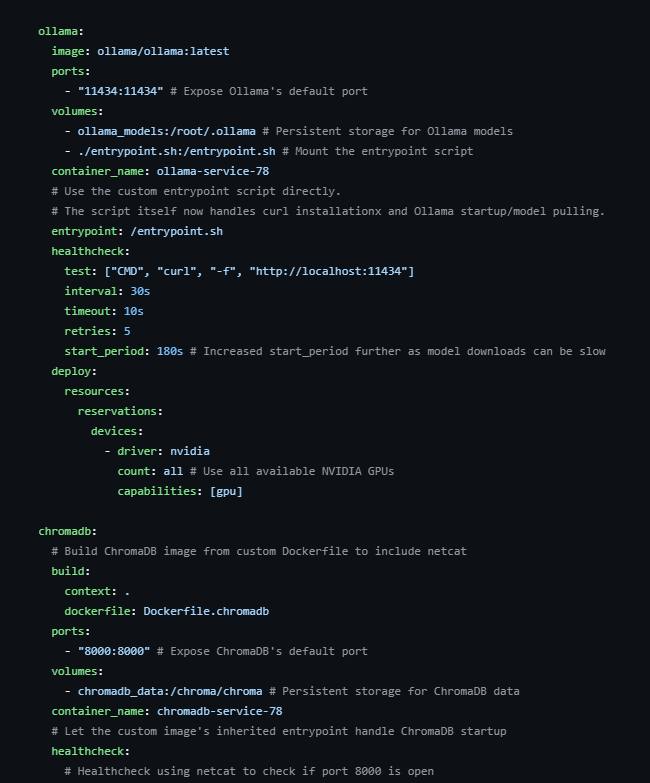 ollama:
image: ollama/ollama:latest
ports:
- "11434:11434" # Expose Ollama's default port
volumes:
- ollama_models:/root/.ollama # Persistent storage for Ollama models
- ./entrypoint.sh:/entrypoint.sh # Mount the entrypoint script
container_name: ollama-service-78
# Use the custom entrypoint script directly.
# The script itself now handles curl installationx and Ollama startup/model pulling.
entrypoint: /entrypoint.sh
healthcheck:
test: ["CMD", "curl", "-f", "http://localhost:11434"]
interval: 30s
timeout: 10s
retries: 5
start_period: 180s # Increased start_period further as model downloads can be slow
deploy:
resources:
reservations:
devices:
- driver: nvidia
count: all # Use all available NVIDIA GPUs
capabilities: [gpu]
chromadb:
# Build ChromaDB image from custom Dockerfile to include netcat
build:
context: .
dockerfile: Dockerfile.chromadb
ports:
- "8000:8000" # Expose ChromaDB's default port
volumes:
- chromadb_data:/chroma/chroma # Persistent storage for ChromaDB data
container_name: chromadb-service-78
# Let the custom image's inherited entrypoint handle ChromaDB startup
healthcheck:
# Healthcheck using netcat to check if port 8000 is open